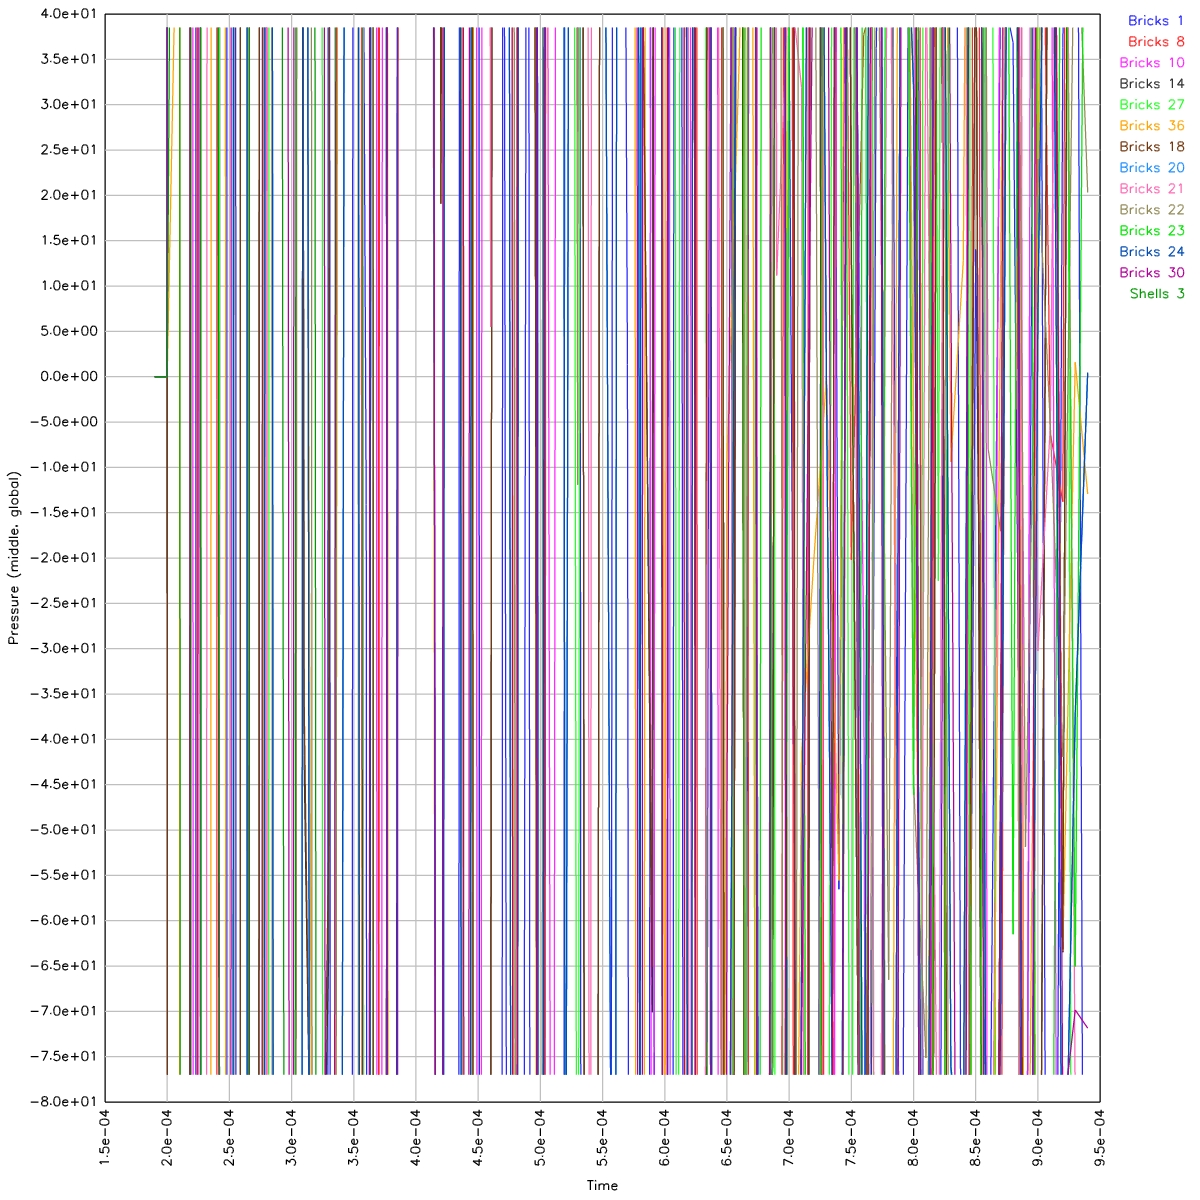 4.0e+01
3.5e+01
3.0e+01
2.5e+01
2.0e+01
1.5e+01
1.0e+01
5.0e+00
0.0e+00
−5.0e+00
−1.0e+01
−1.5e+01
−2.0e+01
−2.5e+01
−3.0e+01
−3.5e+01
−4.0e+01
−4.5e+01
−5.0e+01
−5.5e+01
−6.0e+01
−6.5e+01
−7.0e+01
−7.5e+01
−8.0e+01
Pressure (middle, global)
1.5e−04
2.0e−04
2.5e−04
3.0e−04
3.5e−04
4.0e−04
4.5e−04
5.0e−04
5.5e−04
6.0e−04
6.5e−04
7.0e−04
7.5e−04
8.0e−04
8.5e−04
9.0e−04
9.5e−04
Time
Bricks 1
Bricks 8
Bricks 10
Bricks 14
Bricks 27
Bricks 36
Bricks 18
Bricks 20
Bricks 21
Bricks 22
Bricks 23
Bricks 24
Bricks 30
Shells 3